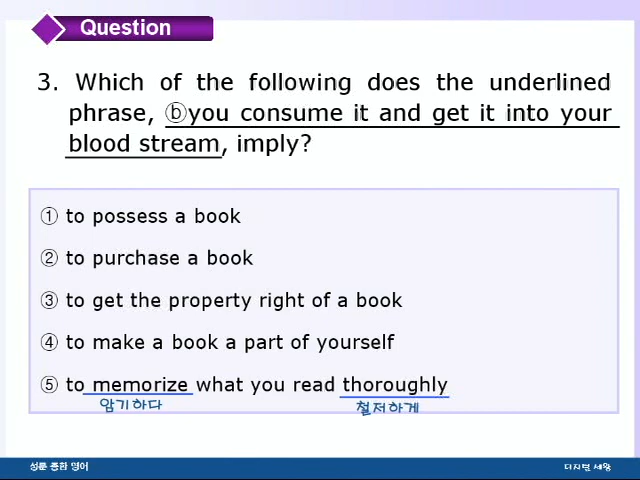 Question
3. Which of the following does the underlined
phrase, ⓑyou consume it and get it into your
blood stream, imply?
① to possess a book
② to purchase a book
③ to get the property right of a book
④ to make a book a part of yourself
⑤ to memorize what you read thoroughly
암기하다 철저하게
성문 종합 영어 디지털 세왕